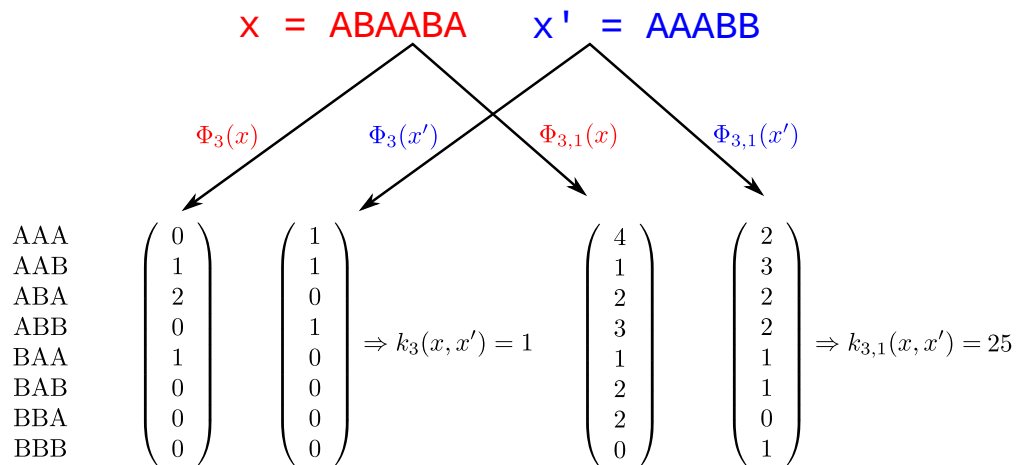 x = ABAABA x' = AAABB
Φ₃(x) Φ₃(x′) Φ₃,₁(x) Φ₃,₁(x′)
AAA 0 1 4 2
AAB 1 1 1 3
ABA 2 0 2 2
ABB 0 1 3 2
⇒ k₃(x, x′) = 1 ⇒ k₃,₁(x, x′) = 25
BAA 1 0 1 1
BAB 0 0 2 1
BBA 0 0 2 0
BBB 0 0 0 1